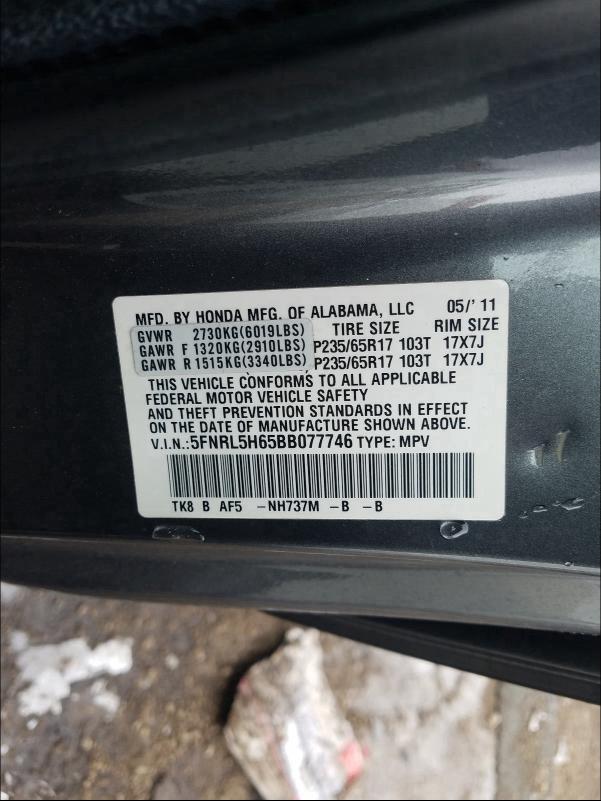 MFD. BY HONDA MFG. OF ALABAMA, LLC 05/'11
GVWR 2730KG(6019LBS) TIRE SIZE RIM SIZE
GAWR F 1320KG(2910LBS) P235/65R17 103T 17X7J
GAWR R 1515KG(3340LBS) P235/65R17 103T 17X7J
THIS VEHICLE CONFORMS TO ALL APPLICABLE
FEDERAL MOTOR VEHICLE SAFETY
AND THEFT PREVENTION STANDARDS IN EFFECT
ON THE DATE OF MANUFACTURE SHOWN ABOVE.
V.I.N.:5FNRL5H65BB077746 TYPE: MPV
TK8 B AF5 -NH737M -B -B